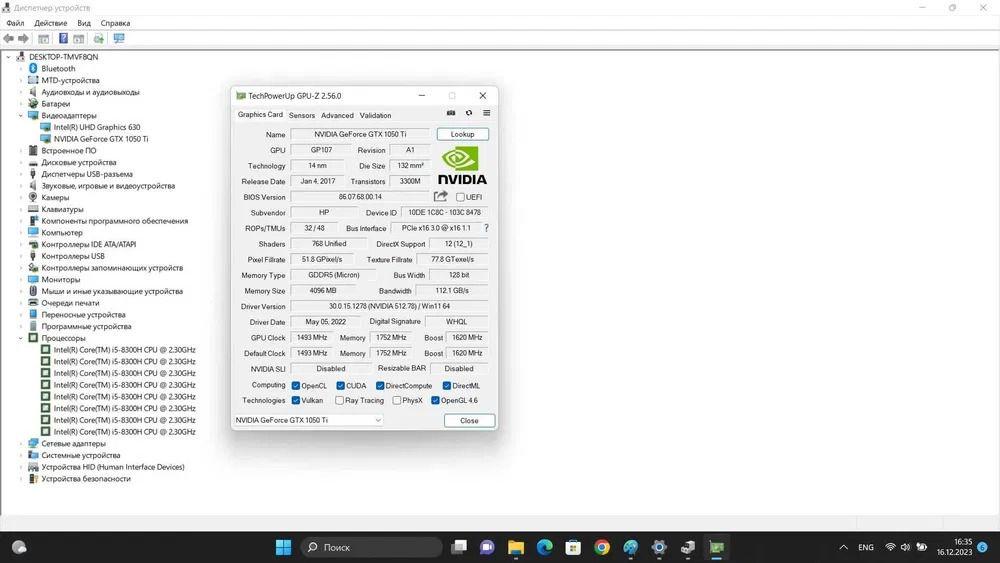 Диспетчер устройств
Файл Действие Вид Справка
DESKTOP-TMVF8QN
Bluetooth
MTD-устройства
Аудиовходы и аудиовыходы
Батареи
Видеоадаптеры
Intel(R) UHD Graphics 630
NVIDIA GeForce GTX 1050 Ti
Встроенное ПО
Дисковые устройства
Диспетчеры USB-разъема
Звуковые, игровые и видеоустройства
Камеры
Клавиатуры
Компоненты программного обеспечения
Компьютер
Контроллеры IDE ATA/ATAPI
Контроллеры USB
Контроллеры запоминающих устройств
Мониторы
Мыши и иные указывающие устройства
Очереди печати
Переносные устройства
Программные устройства
Процессоры
Intel(R) Core(TM) i5-8300H CPU @ 2.30GHz
Intel(R) Core(TM) i5-8300H CPU @ 2.30GHz
Intel(R) Core(TM) i5-8300H CPU @ 2.30GHz
Intel(R) Core(TM) i5-8300H CPU @ 2.30GHz
Intel(R) Core(TM) i5-8300H CPU @ 2.30GHz
Intel(R) Core(TM) i5-8300H CPU @ 2.30GHz
Intel(R) Core(TM) i5-8300H CPU @ 2.30GHz
Intel(R) Core(TM) i5-8300H CPU @ 2.30GHz
Сетевые адаптеры
Системные устройства
Устройства HID (Human Interface Devices)
Устройства безопасности
TechPowerUp GPU-Z 2.56.0
Graphics Card Sensors Advanced Validation
Name NVIDIA GeForce GTX 1050 Ti Lookup
GPU GP107 Revision A1
Technology 14 nm Die Size 132 mm²
NVIDIA
Release Date Jan 4, 2017 Transistors 3300M
BIOS Version 86.07.68.00.14 UEFI
Subvendor HP Device ID 10DE 1C8C - 103C 8478
ROPs/TMUs 32 / 48 Bus Interface PCIe x16 3.0 @ x16 1.1 ?
Shaders 768 Unified DirectX Support 12 (12_1)
Pixel Fillrate 51.8 GPixel/s Texture Fillrate 77.8 GTexel/s
Memory Type GDDR5 (Micron) Bus Width 128 bit
Memory Size 4096 MB Bandwidth 112.1 GB/s
Driver Version 30.0.15.1278 (NVIDIA 512.78) / Win11 64
Driver Date May 05, 2022 Digital Signature WHQL
GPU Clock 1493 MHz Memory 1752 MHz Boost 1620 MHz
Default Clock 1493 MHz Memory 1752 MHz Boost 1620 MHz
NVIDIA SLI Disabled Resizable BAR Disabled
Computing OpenCL CUDA DirectCompute DirectML
Technologies Vulkan Ray Tracing PhysX OpenGL 4.6
NVIDIA GeForce GTX 1050 Ti Close
Поиск
ENG
16:35
16.12.2023
6